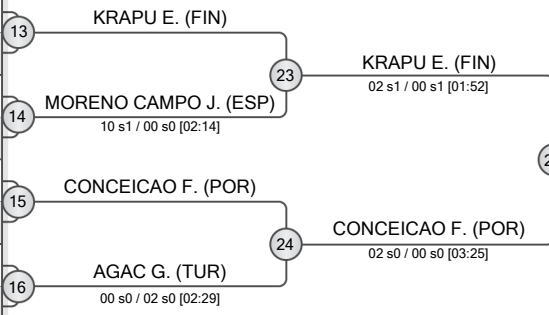 13
KRAPU E. (FIN)
23
KRAPU E. (FIN)
02 s1 / 00 s1 [01:52]
14
MORENO CAMPO J. (ESP)
10 s1 / 00 s0 [02:14]
15
CONCEICAO F. (POR)
24
CONCEICAO F. (POR)
02 s0 / 00 s0 [03:25]
16
AGAC G. (TUR)
00 s0 / 02 s0 [02:29]